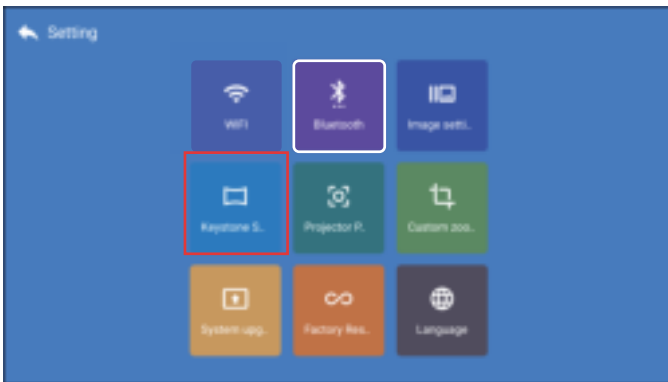 Setting
WiFi
Bluetooth
Image setti..
Keystone S..
Projector P..
Custom zoo..
System upg..
Factory Res..
Language